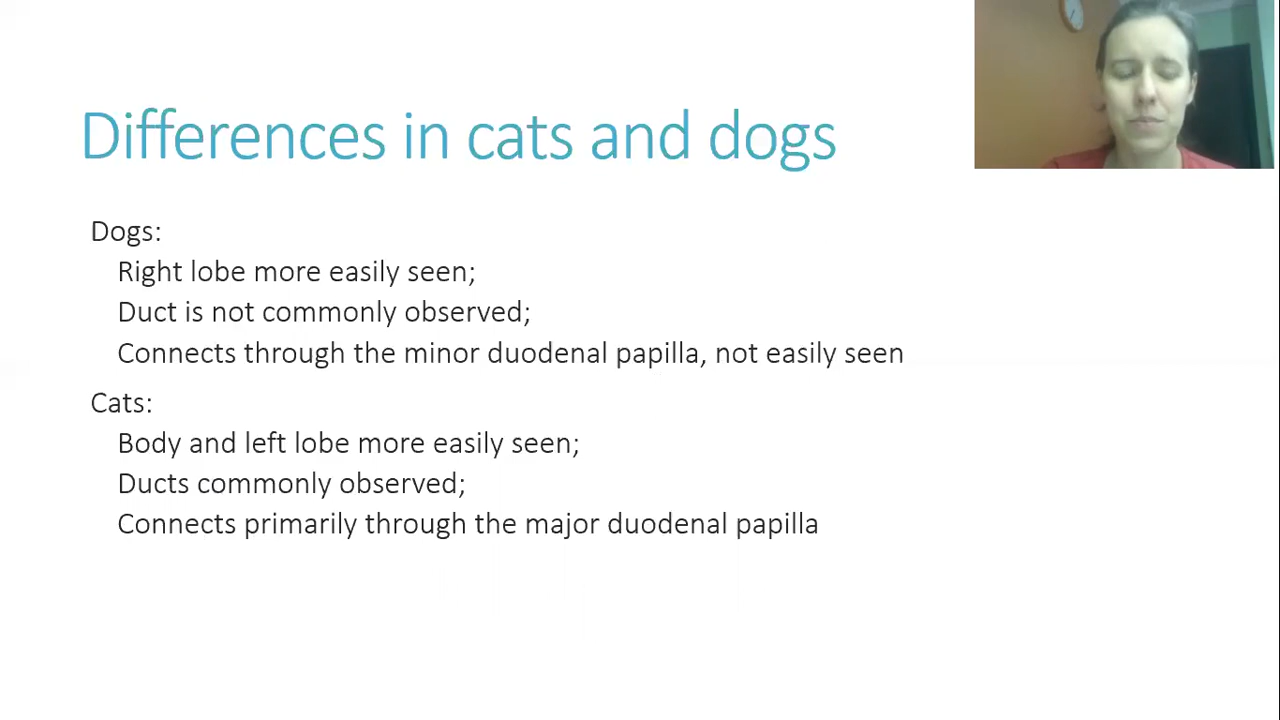 Differences in cats and dogs
Dogs:
Right lobe more easily seen;
Duct is not commonly observed;
Connects through the minor duodenal papilla, not easily seen
Cats:
Body and left lobe more easily seen;
Ducts commonly observed;
Connects primarily through the major duodenal papilla